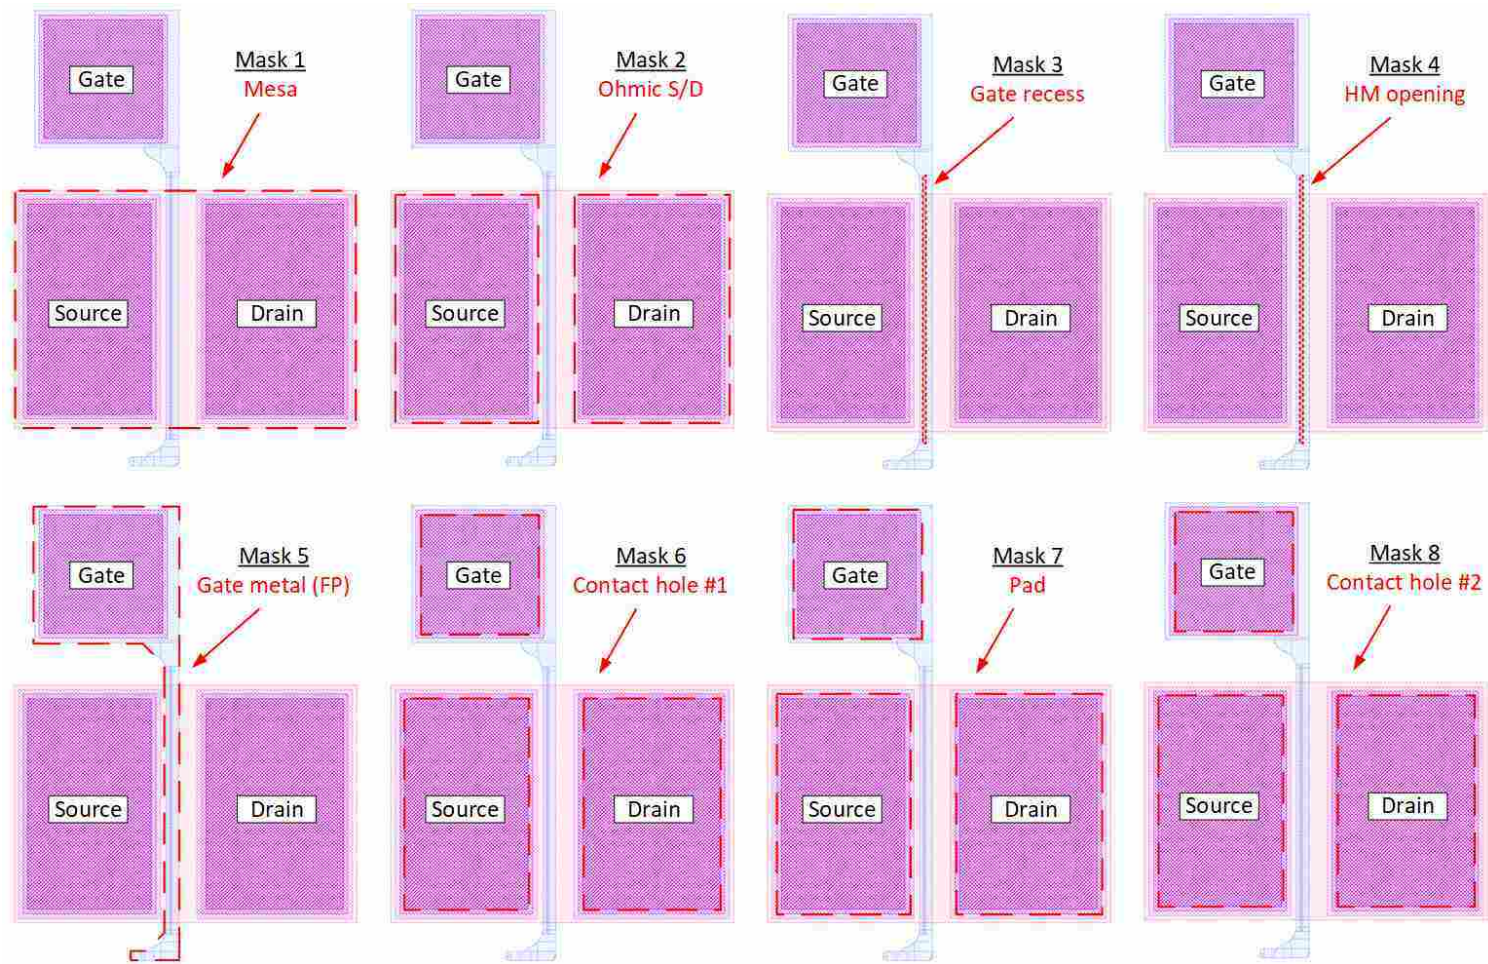 Gate
Mask 1
Mesa
Source
Drain
Gate
Mask 2
Ohmic S/D
Source
Drain
Gate
Mask 3
Gate recess
Source
Drain
Gate
Mask 4
HM opening
Source
Drain
Gate
Mask 5
Gate metal (FP)
Source
Drain
Gate
Mask 6
Contact hole #1
Source
Drain
Gate
Mask 7
Pad
Source
Drain
Gate
Mask 8
Contact hole #2
Source
Drain